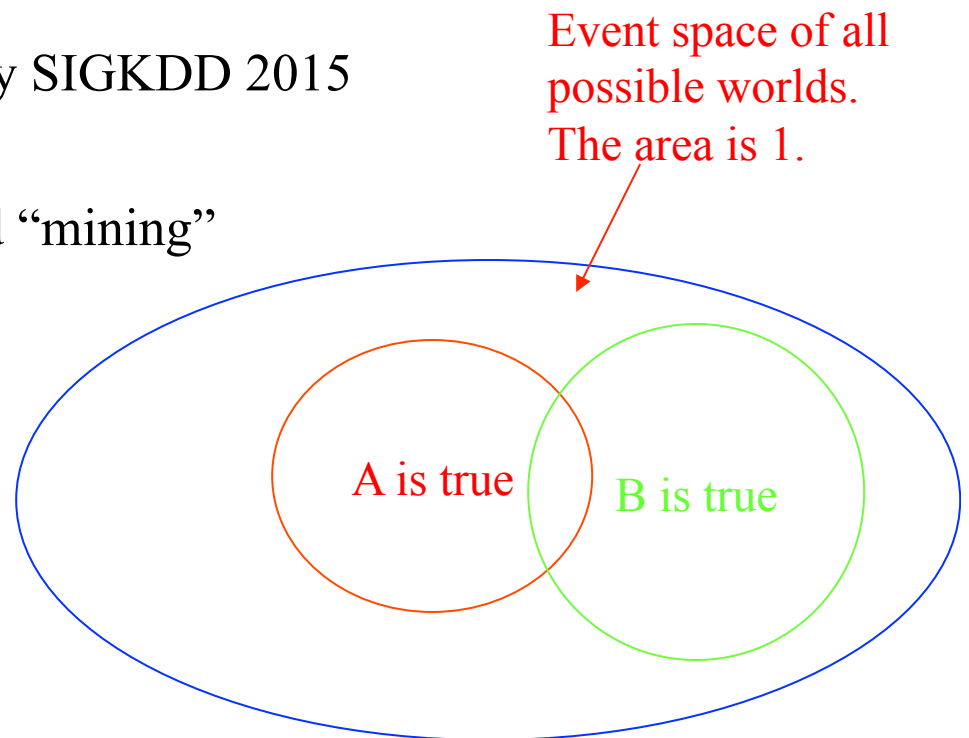 y SIGKDD 2015
“mining”
Event space of all
possible worlds.
The area is 1.
A is true
B is true